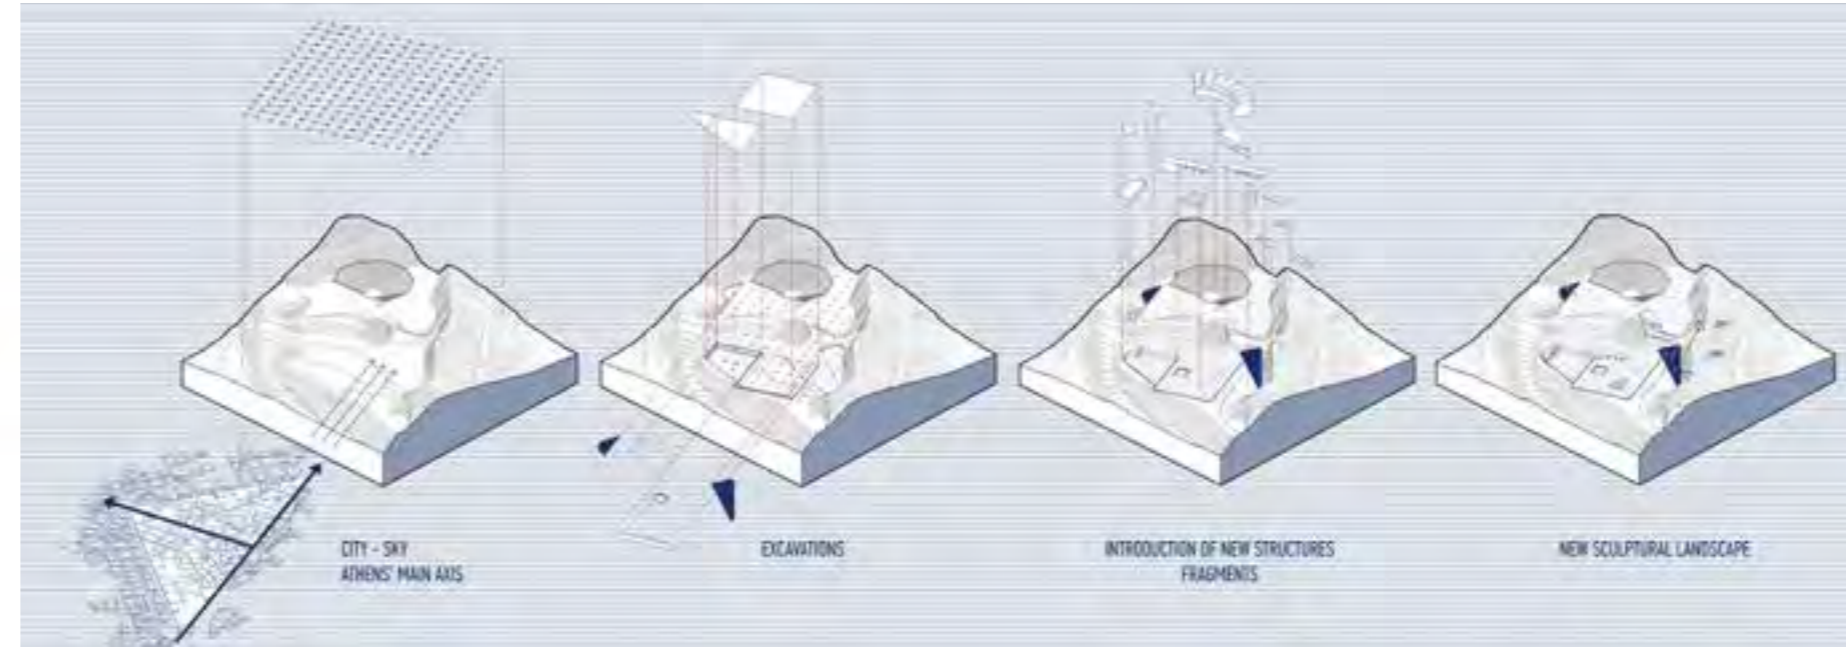 CITY - SKY
ATHENS' MAIN AXIS
EXCAVATIONS
INTRODUCTION OF NEW STRUCTURES
FRAGMENTS
NEW SCULPTURAL LANDSCAPE